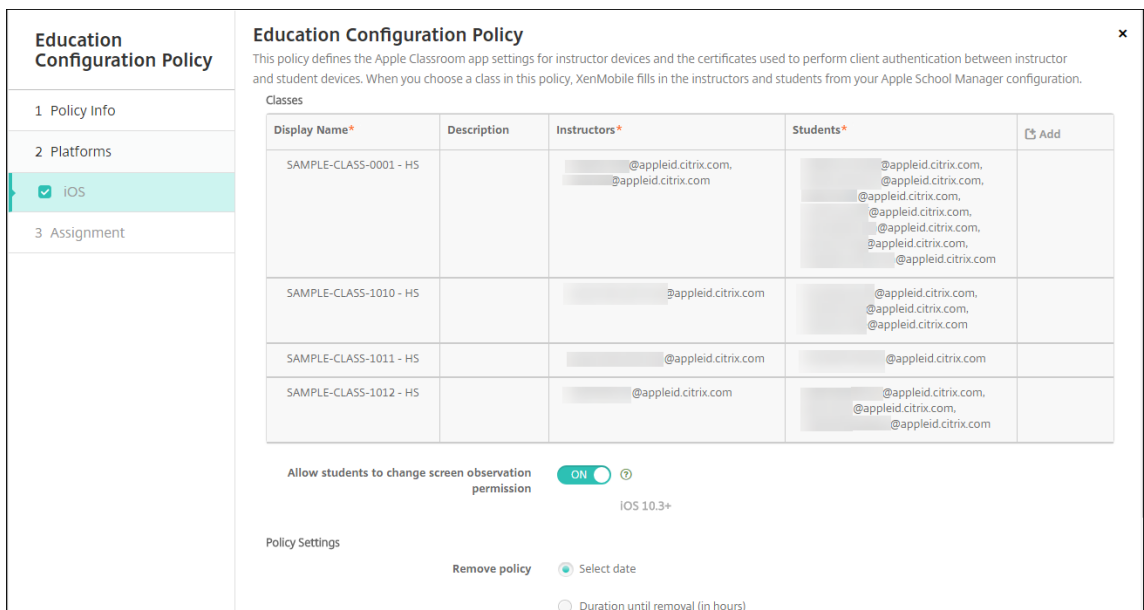 Education
Configuration Policy
1 Policy Info
2 Platforms
iOS
3 Assignment
Education Configuration Policy
×
This policy defines the Apple Classroom app settings for instructor devices and the certificates used to perform client authentication between instructor
and student devices. When you choose a class in this policy, XenMobile fills in the instructors and students from your Apple School Manager configuration.
Classes
Display Name* Description Instructors* Students* Add
SAMPLE-CLASS-0001 - HS
@appleid.citrix.com,
@appleid.citrix.com
@appleid.citrix.com,
@appleid.citrix.com,
@appleid.citrix.com,
@appleid.citrix.com,
@appleid.citrix.com,
@appleid.citrix.com,
@appleid.citrix.com
SAMPLE-CLASS-1010 - HS
@appleid.citrix.com
@appleid.citrix.com,
@appleid.citrix.com,
@appleid.citrix.com
SAMPLE-CLASS-1011 - HS
@appleid.citrix.com
@appleid.citrix.com
SAMPLE-CLASS-1012 - HS
@appleid.citrix.com
@appleid.citrix.com,
@appleid.citrix.com,
@appleid.citrix.com
Allow students to change screen observation
permission
ON ?
iOS 10.3+
Policy Settings
Remove policy Select date
Duration until removal (in hours)